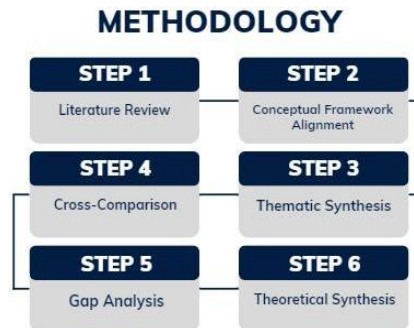 METHODOLOGY
STEP 1
Literature Review
STEP 2
Conceptual Framework
Alignment
STEP 4
Cross-Comparison
STEP 3
Thematic Synthesis
STEP 5
Gap Analysis
STEP 6
Theoretical Synthesis